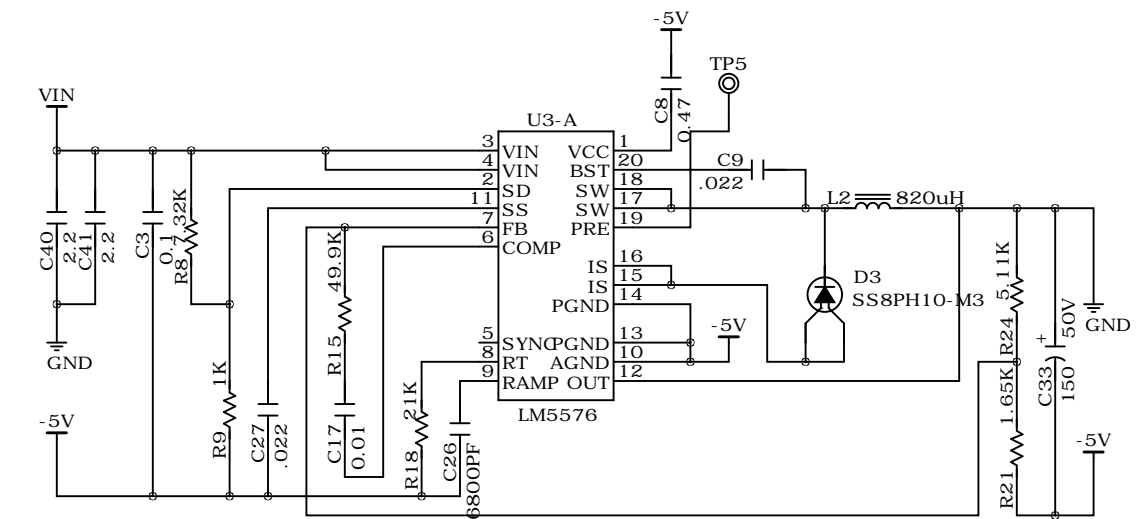 -5V
TP5
C8
0.47
VIN
U3-A
3
VIN
VCC
1
4
VIN
BST
20
C9
.022
2
SD
SW
18
11
SS
SW
17
L2
820uH
7
FB
PRE
19
6
COMP
IS
16
IS
15
PGND
14
5
SYNC
PGND
13
8
RT
AGND
10
9
RAMP
OUT
12
LM5576
C40
2.2
C41
2.2
C3
0.1
R8
7.32K
GND
49.9K
R15
D3
SS8PH10-M3
-5V
5.11K
R24
+
50V
C33
150
GND
1K
R9
C27
.022
C17
0.01
21K
R18
C26
6800PF
1.65K
R21
-5V
-5V